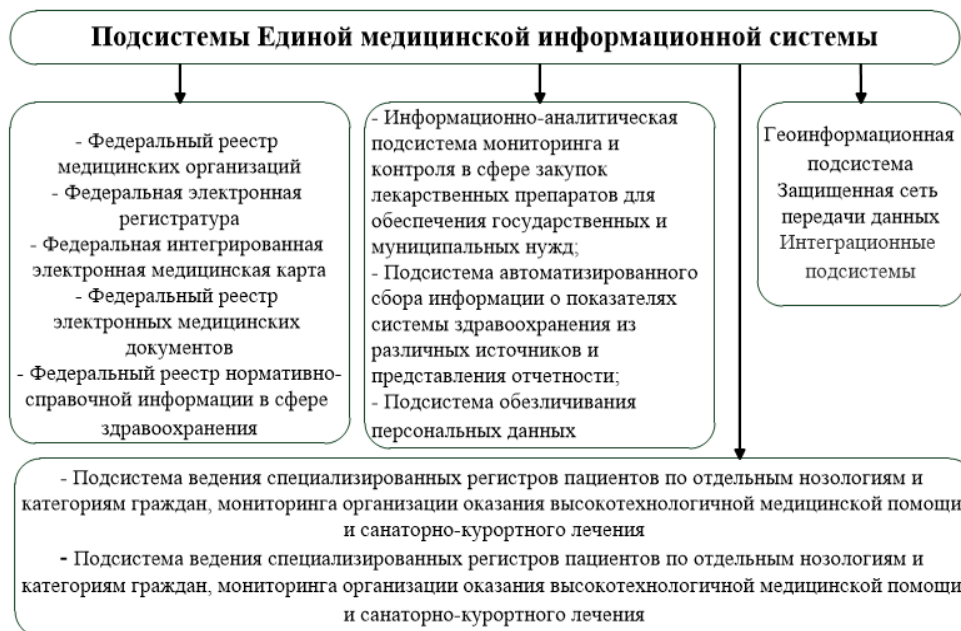 Подсистемы Единой медицинской информационной системы
- Федеральный реестр
медицинских организаций
- Федеральная электронная
регистратура
- Федеральная интегрированная
электронная медицинская карта
- Федеральный реестр
электронных медицинских
документов
- Федеральный реестр нормативно-
справочной информации в сфере
здравоохранения
- Информационно-аналитическая
подсистема мониторинга и
контроля в сфере закупок
лекарственных препаратов для
обеспечения государственных и
муниципальных нужд;
- Подсистема автоматизированного
сбора информации о показателях
системы здравоохранения из
различных источников и
представления отчетности;
- Подсистема обезличивания
персональных данных
Геоинформационная
подсистема
Защищенная сеть
передачи данных
Интеграционные
подсистемы
- Подсистема ведения специализированных регистров пациентов по отдельным нозологиям и
категориям граждан, мониторинга организации оказания высокотехнологичной медицинской помощи
и санаторно-курортного лечения
- Подсистема ведения специализированных регистров пациентов по отдельным нозологиям и
категориям граждан, мониторинга организации оказания высокотехнологичной медицинской помощи
и санаторно-курортного лечения